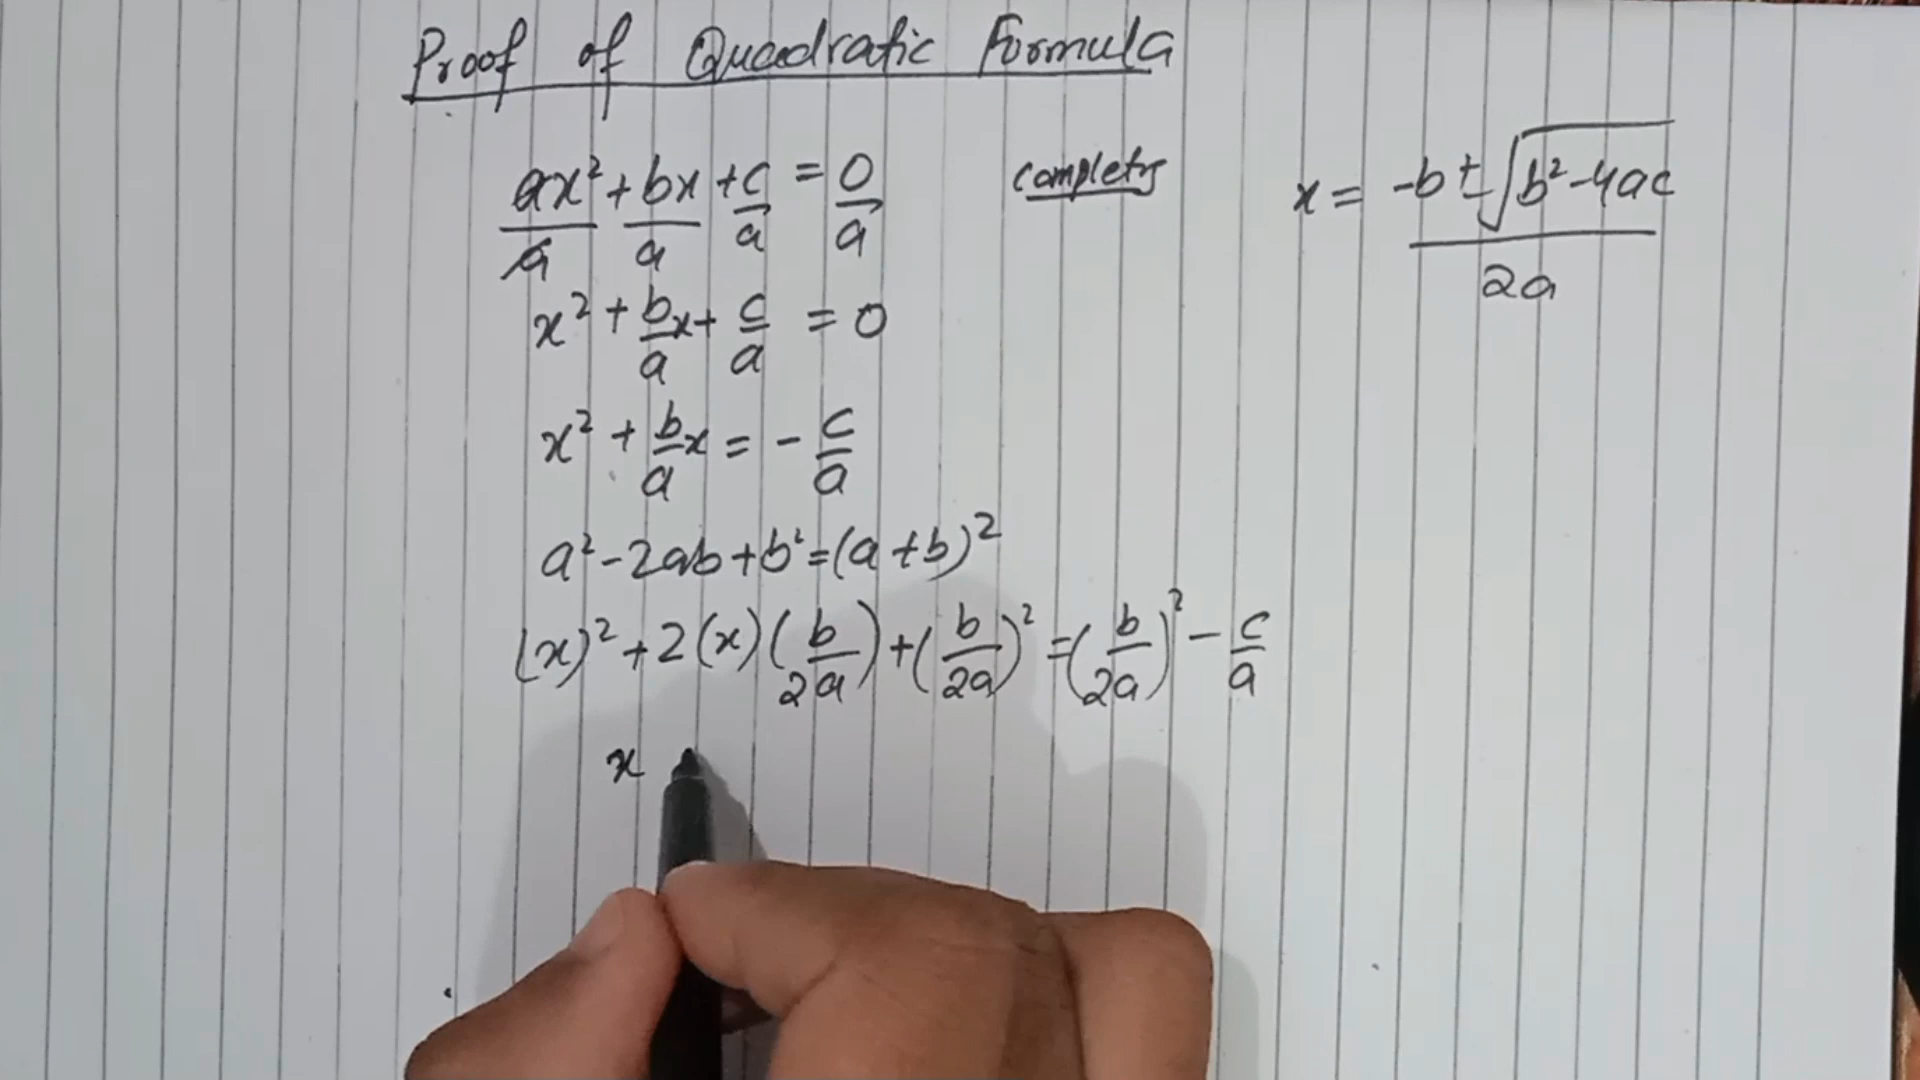 Proof of Quadratic Formula
ax²/a + bx/a + c/a = 0/a
completing
x = -b ± √(b² - 4ac) / 2a
x² + b/a x + c/a = 0
x² + b/a x = - c/a
a² - 2ab + b² = (a + b)²
(x)² + 2(x)(b/2a) + (b/2a)² = (b/2a)² - c/a
x